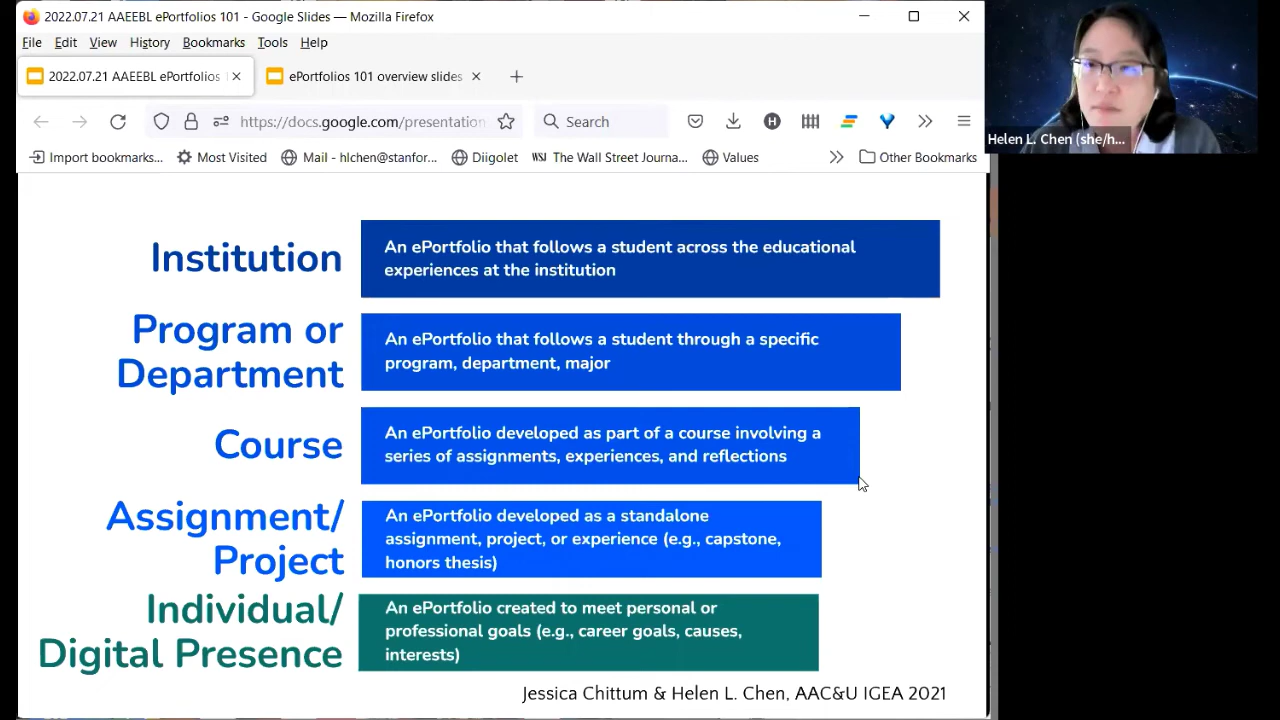 2022.07.21 AAEEBL ePortfolios 101 - Google Slides — Mozilla Firefox
File Edit View History Bookmarks Tools Help
2022.07.21 AAEEBL ePortfolios
ePortfolios 101 overview slides
https://docs.google.com/presentation
Search
Import bookmarks...
Most Visited
Mail - hlchen@stanfor...
Diigolet
WSJ The Wall Street Journa...
Values
Other Bookmarks
Helen L. Chen (she/h...
Institution
An ePortfolio that follows a student across the educational
experiences at the institution
Program or
Department
An ePortfolio that follows a student through a specific
program, department, major
Course
An ePortfolio developed as part of a course involving a
series of assignments, experiences, and reflections
Assignment/
Project
An ePortfolio developed as a standalone
assignment, project, or experience (e.g., capstone,
honors thesis)
Individual/
Digital Presence
An ePortfolio created to meet personal or
professional goals (e.g., career goals, causes,
interests)
Jessica Chittum & Helen L. Chen, AAC&U IGEA 2021